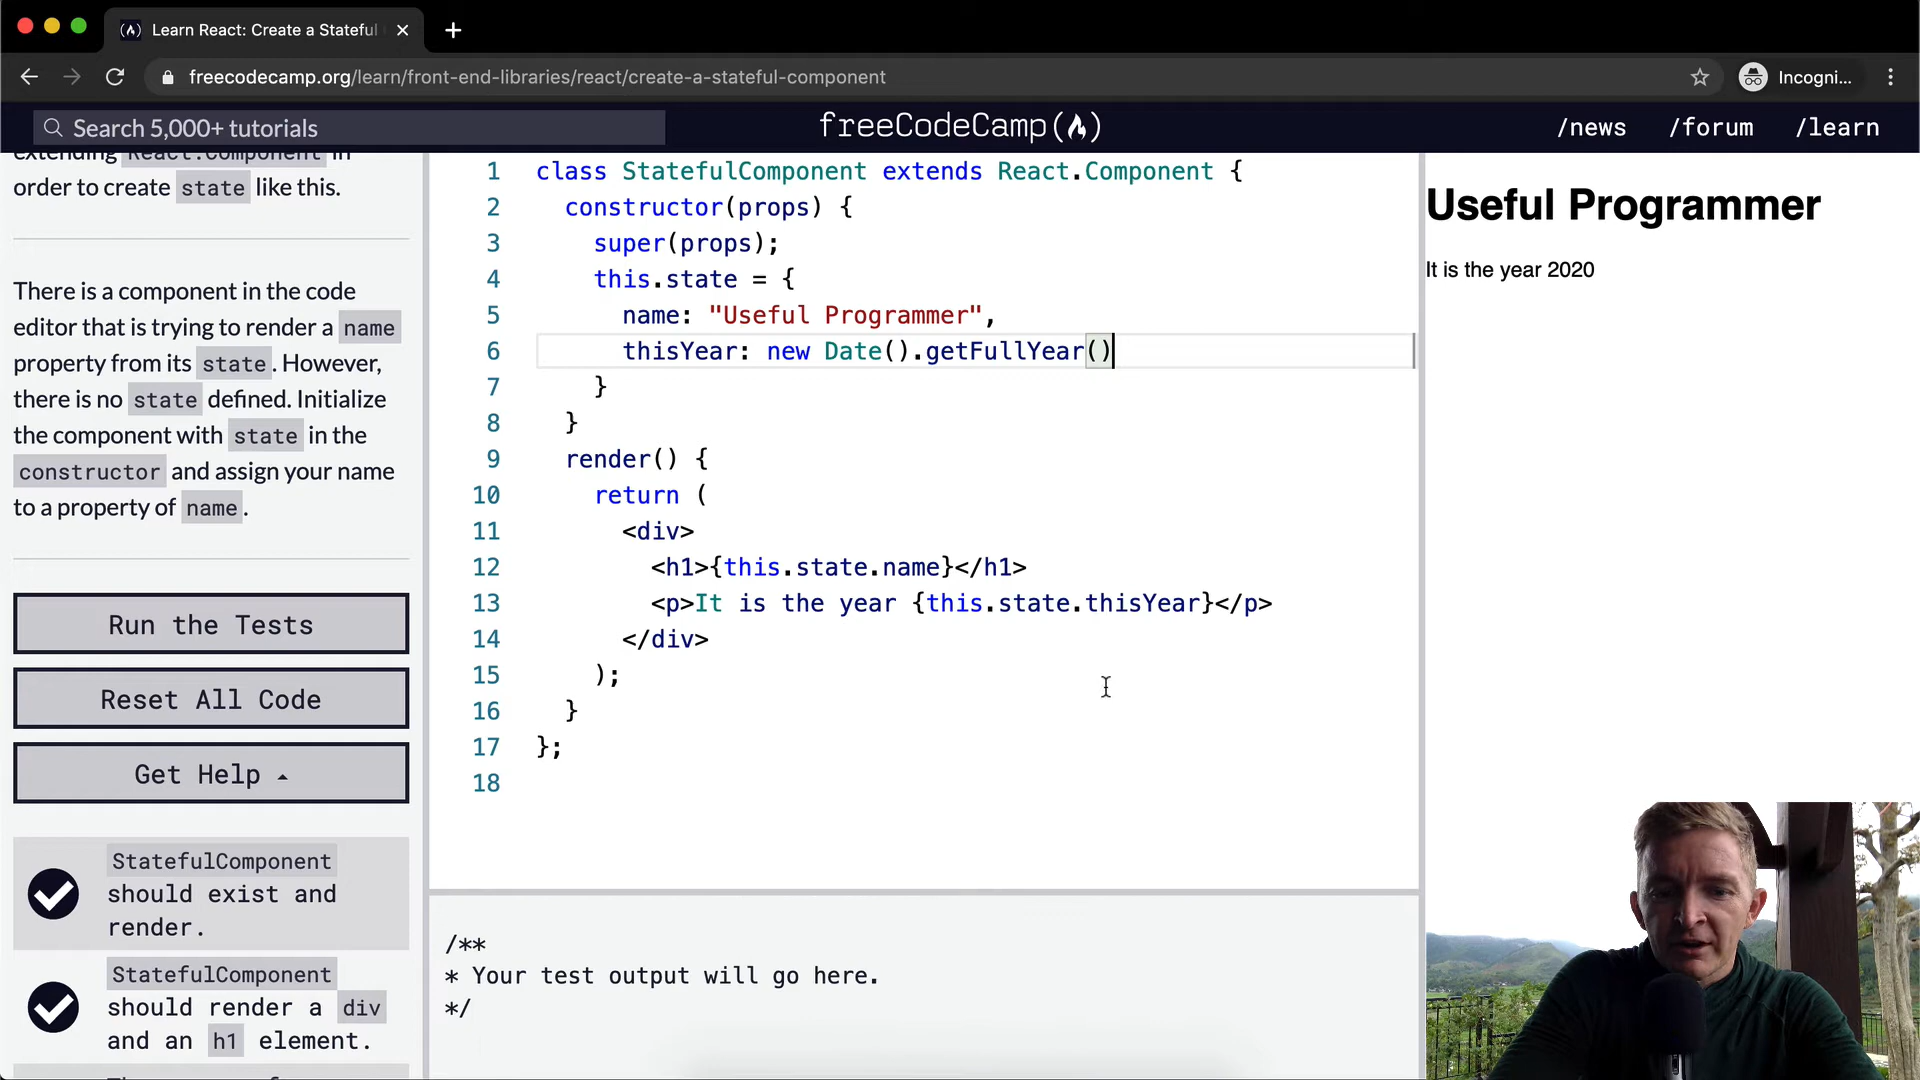 Learn React: Create a Stateful
freecodecamp.org/learn/front-end-libraries/react/create-a-stateful-component
Incogni...
Search 5,000+ tutorials
freeCodeCamp(🔥)
/news /forum /learn
extending React.Component in
order to create state like this.
There is a component in the code
editor that is trying to render a name
property from its state. However,
there is no state defined. Initialize
the component with state in the
constructor and assign your name
to a property of name.
Run the Tests
Reset All Code
Get Help
StatefulComponent
should exist and
render.
StatefulComponent
should render a div
and an h1 element.
1 class StatefulComponent extends React.Component {
2 constructor(props) {
3 super(props);
4 this.state = {
5 name: "Useful Programmer",
6 thisYear: new Date().getFullYear()
7 }
8 }
9 render() {
10 return (
11 <div>
12 <h1>{this.state.name}</h1>
13 <p>It is the year {this.state.thisYear}</p>
14 </div>
15 );
16 }
17 };
18
/**
* Your test output will go here.
*/
Useful Programmer
It is the year 2020